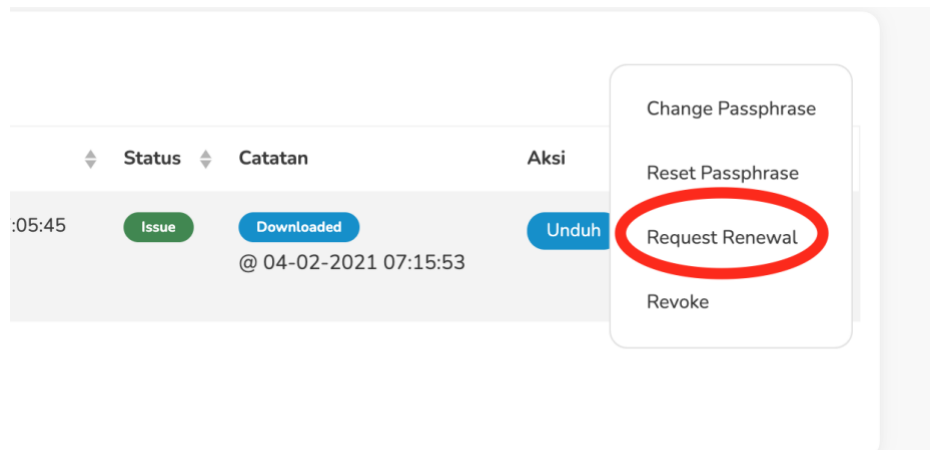 Change Passphrase
Status Catatan Aksi
Reset Passphrase
:05:45 Issue Downloaded Unduh Request Renewal
@ 04-02-2021 07:15:53
Revoke